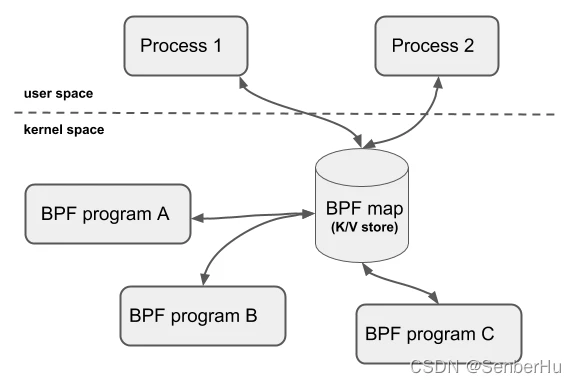 Process 1
Process 2
user space
kernel space
BPF program A
BPF map
(K/V store)
BPF program B
BPF program C
CSDN @SenberHu